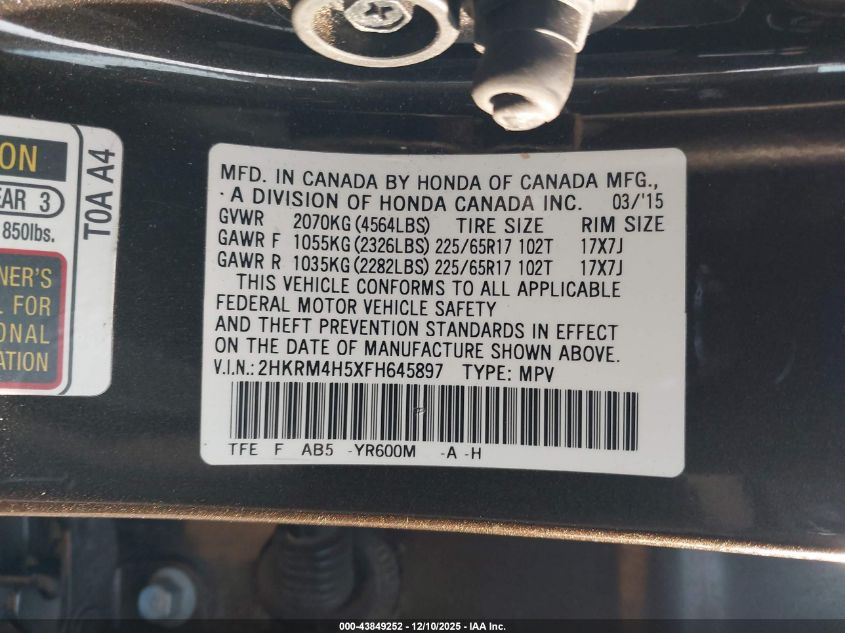 ON
EAR 3
850lbs.
NER'S
L FOR
ONAL
ATION
T0A A4
MFD. IN CANADA BY HONDA OF CANADA MFG.,
A DIVISION OF HONDA CANADA INC. 03/'15
GVWR 2070KG(4564LBS) TIRE SIZE RIM SIZE
GAWR F 1055KG(2326LBS) 225/65R17 102T 17X7J
GAWR R 1035KG(2282LBS) 225/65R17 102T 17X7J
THIS VEHICLE CONFORMS TO ALL APPLICABLE
FEDERAL MOTOR VEHICLE SAFETY
AND THEFT PREVENTION STANDARDS IN EFFECT
ON THE DATE OF MANUFACTURE SHOWN ABOVE.
V.I.N.: 2HKRM4H5XFH645897 TYPE: MPV
TFE F AB5 -YR600M -A -H
000-43849252 — 12/10/2025 - IAA Inc.